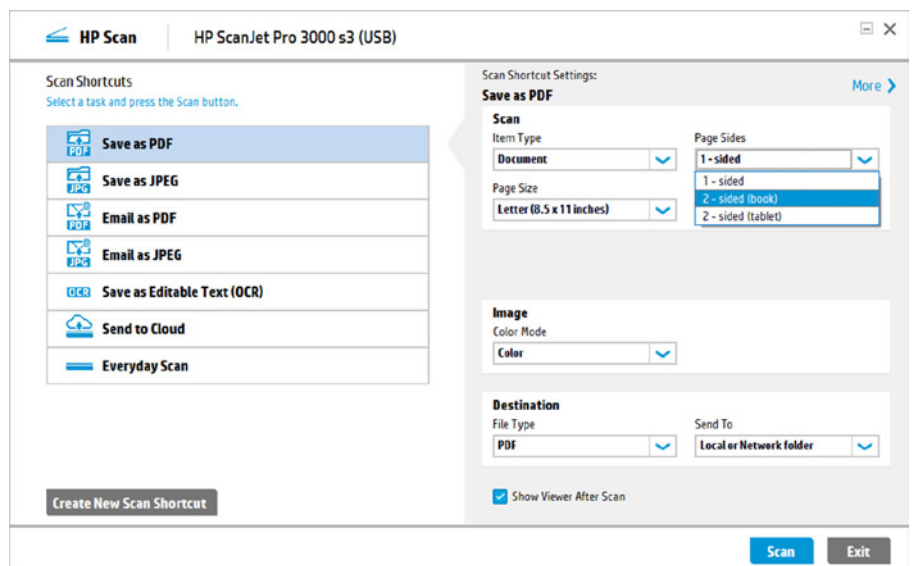 HP Scan HP ScanJet Pro 3000 s3 (USB)
Scan Shortcuts
Select a task and press the Scan button.
PDF Save as PDF
JPG Save as JPEG
PDF Email as PDF
JPG Email as JPEG
OCR Save as Editable Text (OCR)
Send to Cloud
Everyday Scan
Create New Scan Shortcut
Scan Shortcut Settings:
Save as PDF
More
Scan
Item Type Page Sides
Document 1 - sided
1 - sided
Page Size
2 - sided (book)
Letter (8.5 x 11 inches)
2 - sided (tablet)
Image
Color Mode
Color
Destination
File Type Send To
PDF Local or Network folder
Show Viewer After Scan
Scan Exit